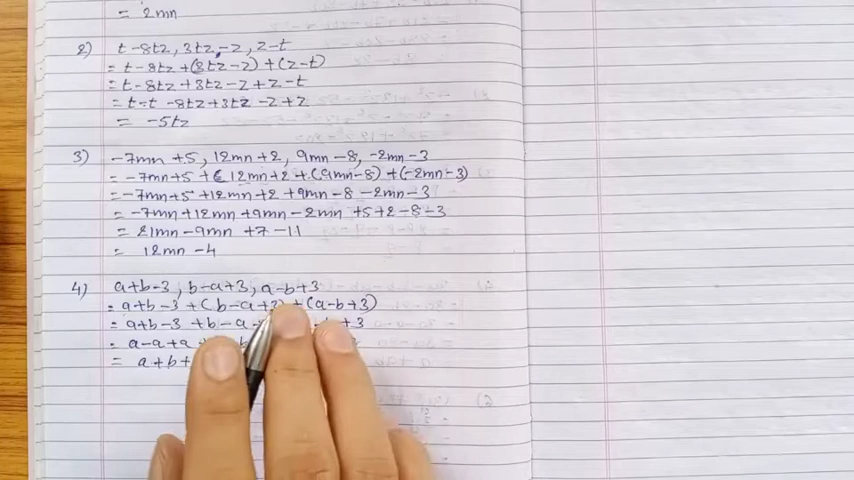 = 2mn
2) t-8tz, 3tz-z, z-t
= t-8tz +(3tz-z) +(z-t)
= t-8tz +3tz -z +z-t
= t-t -8tz+3tz -z+z
= -5tz
3) -7mn +5, 12mn+2, 9mn-8, -2mn-3
= -7mn+5 +(12mn+2 +(9mn-8) +(-2mn-3)
= -7mn+5 +12mn+2 +9mn-8 -2mn-3
= -7mn+12mn+9mn-2mn +5+2-8-3
= 21mn-9mn +7-11
= 12mn -4
4) a+b-3, b-a+3, a-b+3
= a+b-3 +(b-a+3) +(a-b+3)
= a+b-3 +b-a +3
= a-a+a
= a+b+